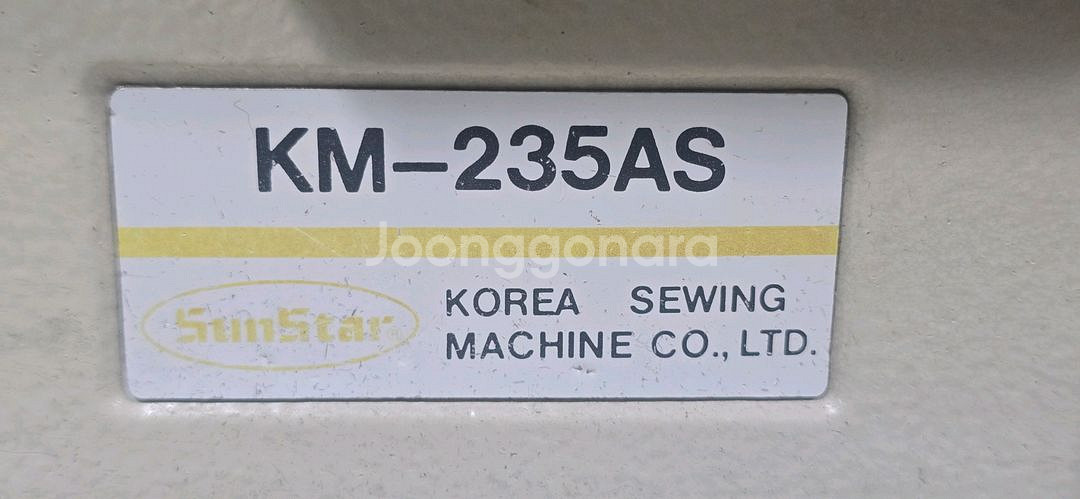 KM-235AS
Joonggonara
SunStar
KOREA SEWING
MACHINE CO., LTD.